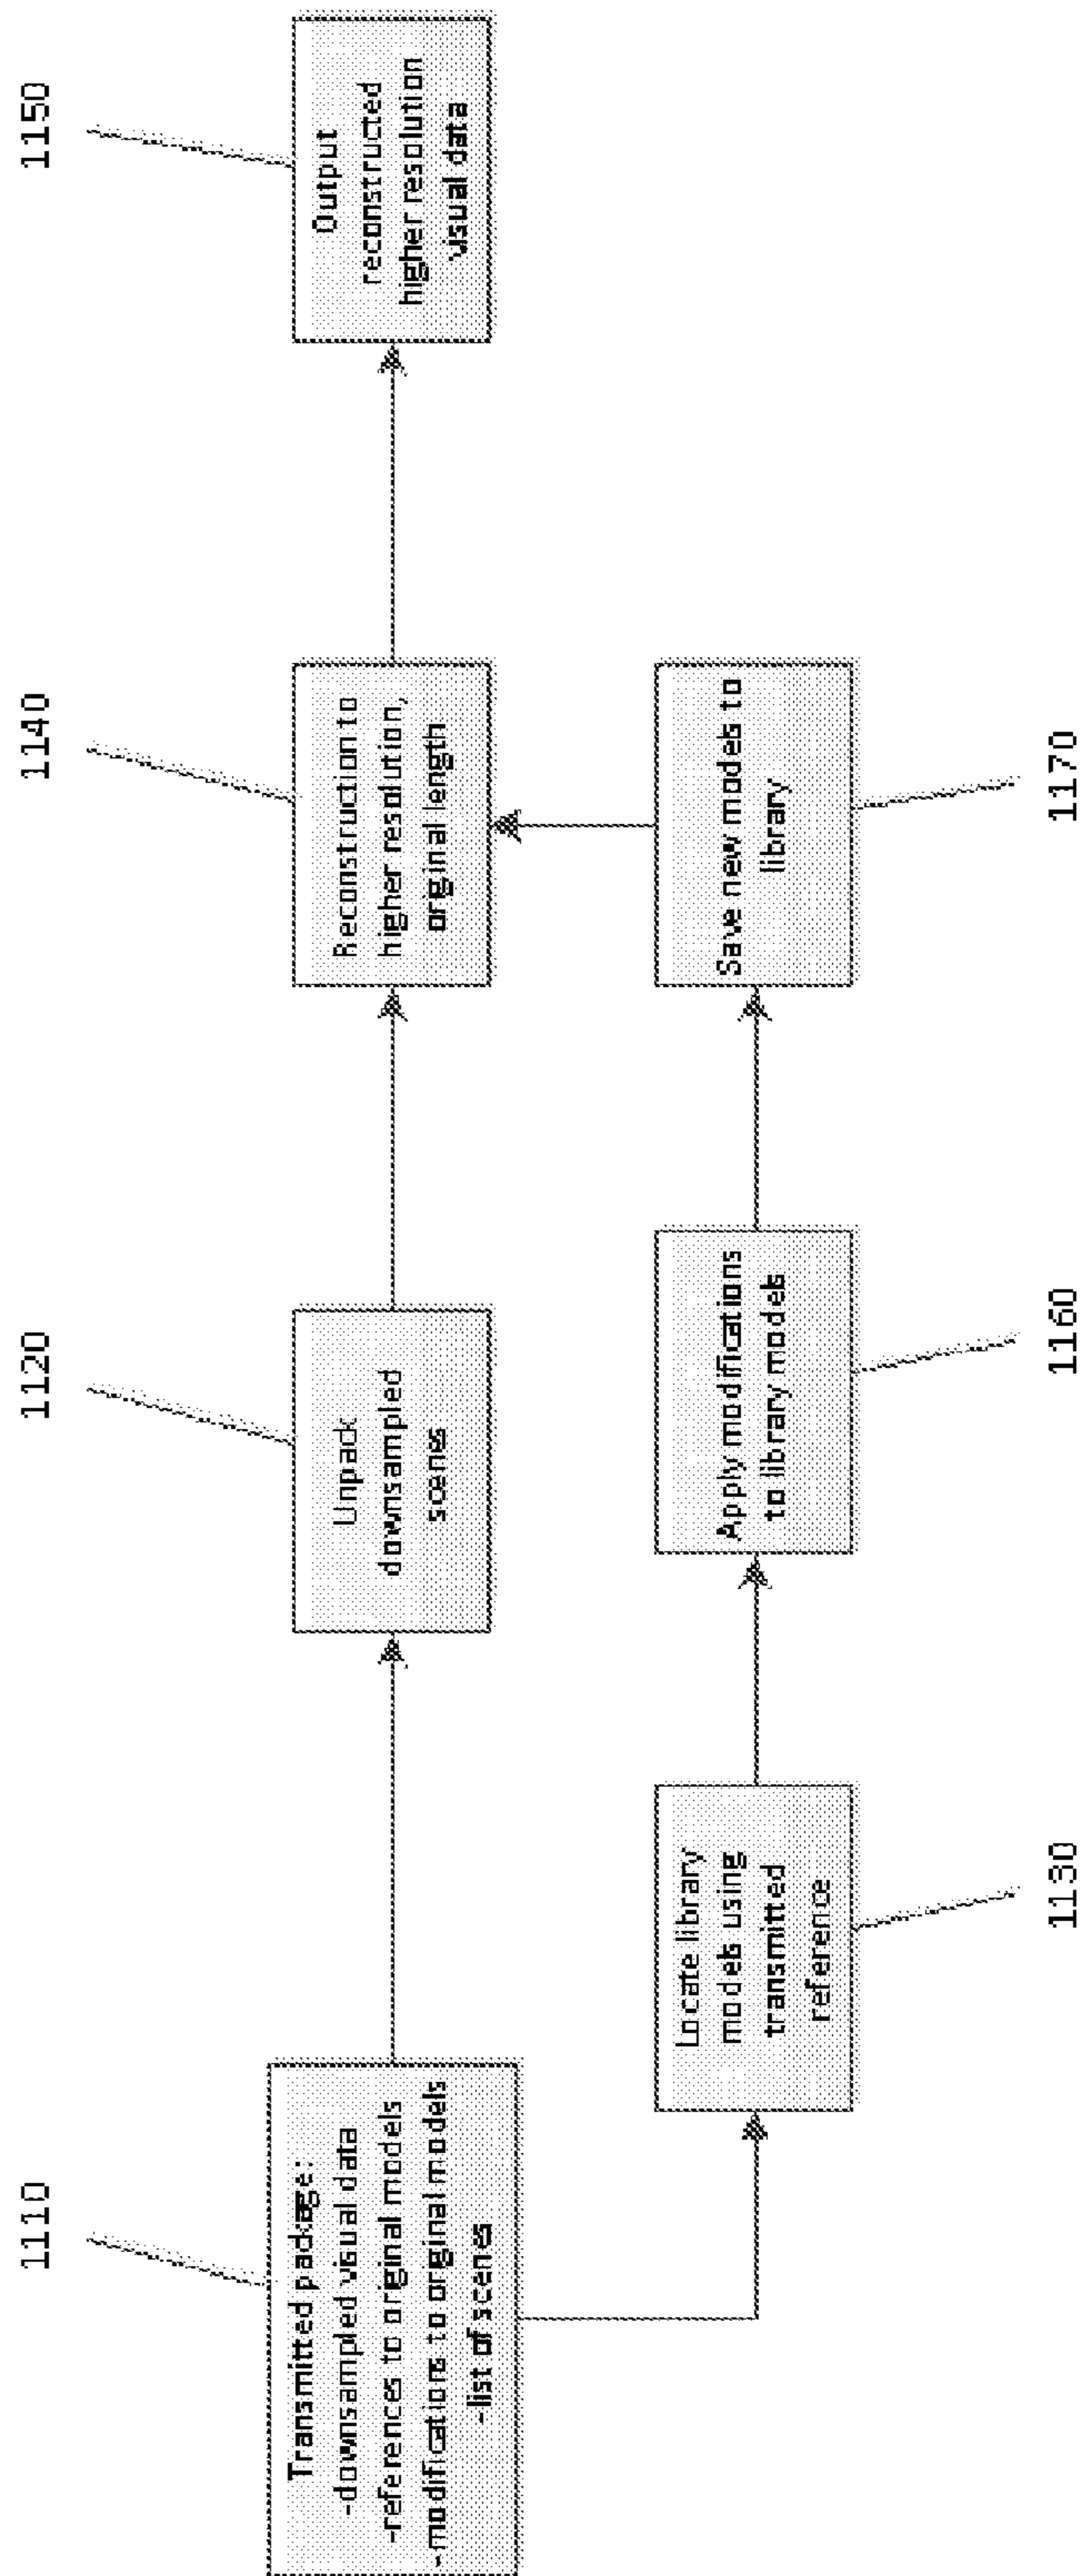 1110
1120
1140
1150
Transmitted package:
-downsampled visual data
-references to original models
-modifications to orginal models
-list of scenes
Unpack
downsampled
scenes
Reconstruction to
higher resolution,
original length
Output
reconstructed
higher resolution
visual data
Locate library
models using
transmitted
reference
Apply modifications
to library models
Save new modes to
library
1130
1160
1170